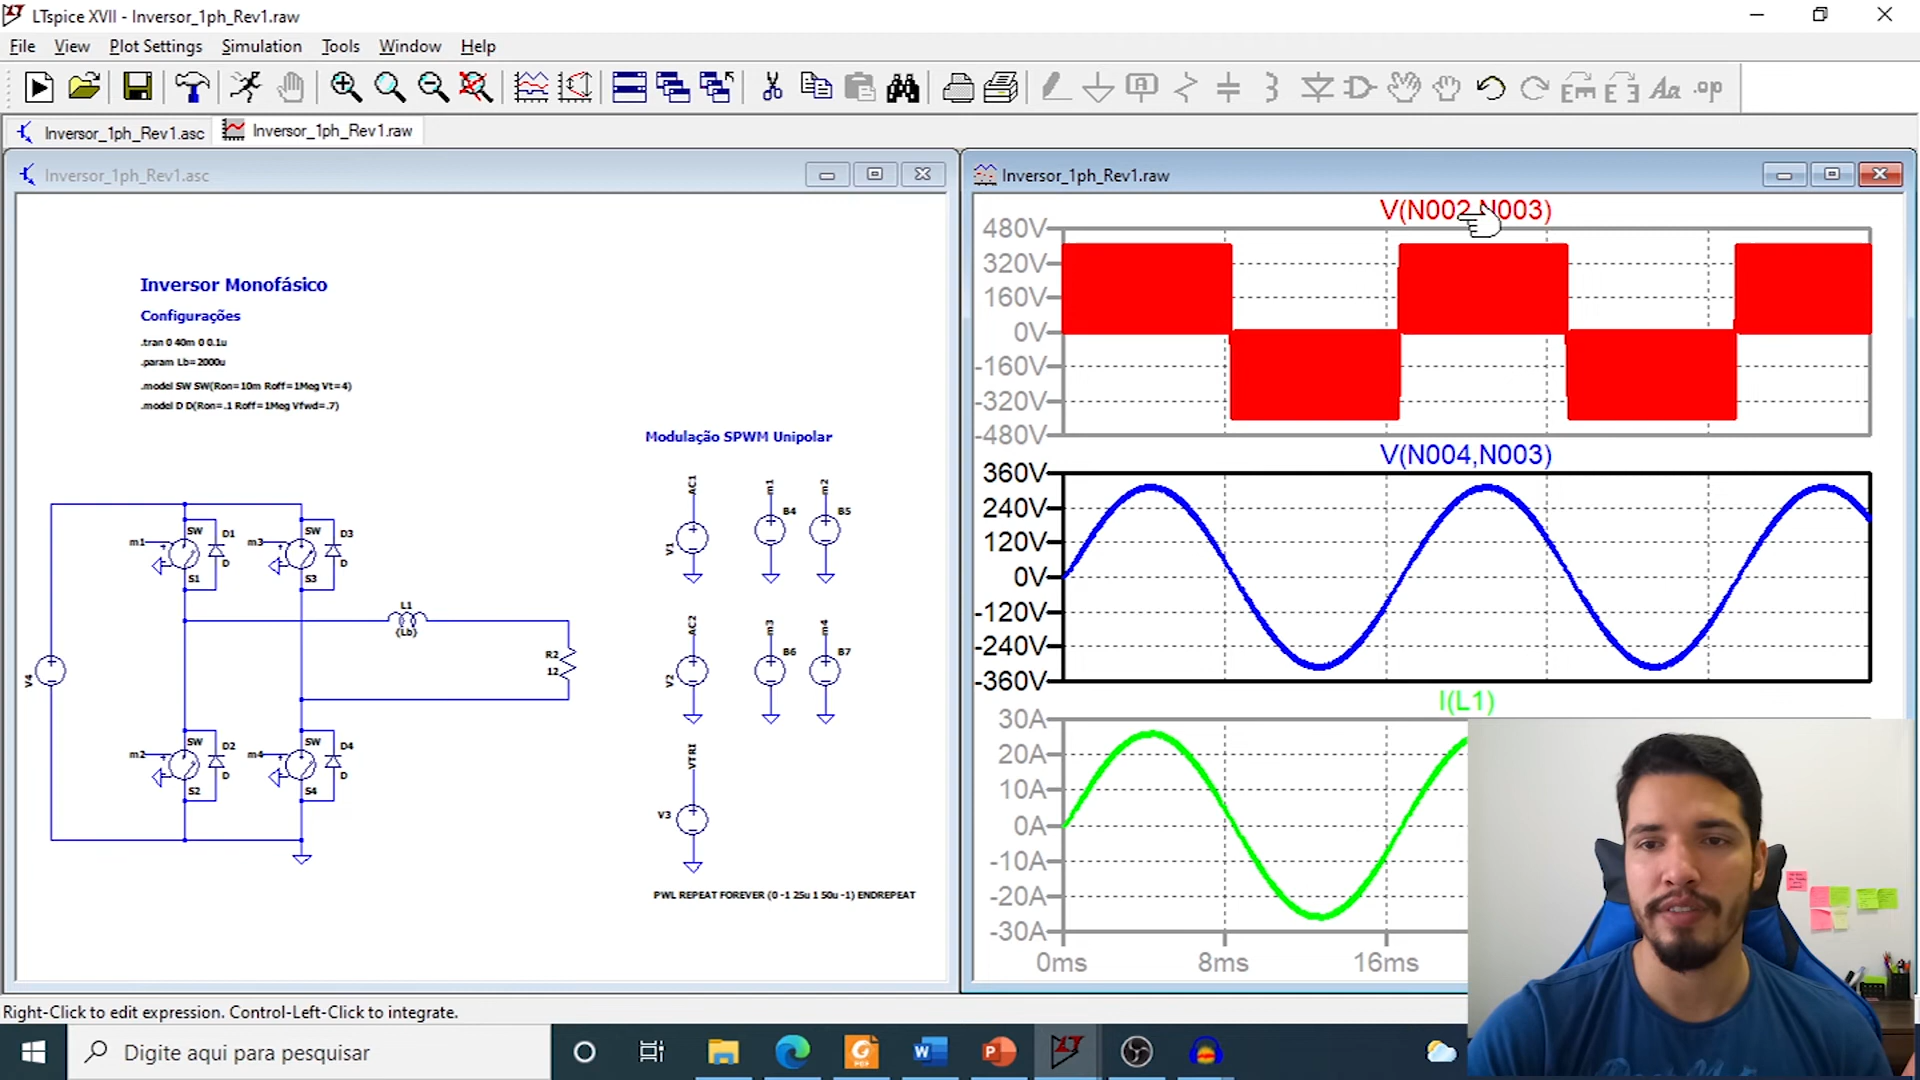 LTspice XVII - Inversor_1ph_Rev1.raw
File View Plot Settings Simulation Tools Window Help
Aa .op
Inversor_1ph_Rev1.asc Inversor_1ph_Rev1.raw
Inversor_1ph_Rev1.asc
Inversor Monofásico
Configurações
.tran 0 40m 0 0.1u
.param Lb=2000u
.model SW SW(Ron=10m Roff=1Meg Vt=4)
.model D D(Ron=.1 Roff=1Meg Vfwd=.7)
Modulação SPWM Unipolar
AC1 m1 m2
V1 B4 B5
AC2 m3 m4
V2 B6 B7
VTRI
V3
PWL REPEAT FOREVER (0 -1 25u 1 50u -1) ENDREPEAT
m1 SW D1 D S1
m3 SW D3 D S3
L1
{Lb}
R2
12
V4
m2 SW D2 D S2
m4 SW D4 D S4
Inversor_1ph_Rev1.raw
V(N002,N003)
480V
320V
160V
0V
-160V
-320V
-480V
V(N004,N003)
360V
240V
120V
0V
-120V
-240V
-360V
I(L1)
30A
20A
10A
0A
-10A
-20A
-30A
0ms 8ms 16ms
Right-Click to edit expression. Control-Left-Click to integrate.
Digite aqui para pesquisar